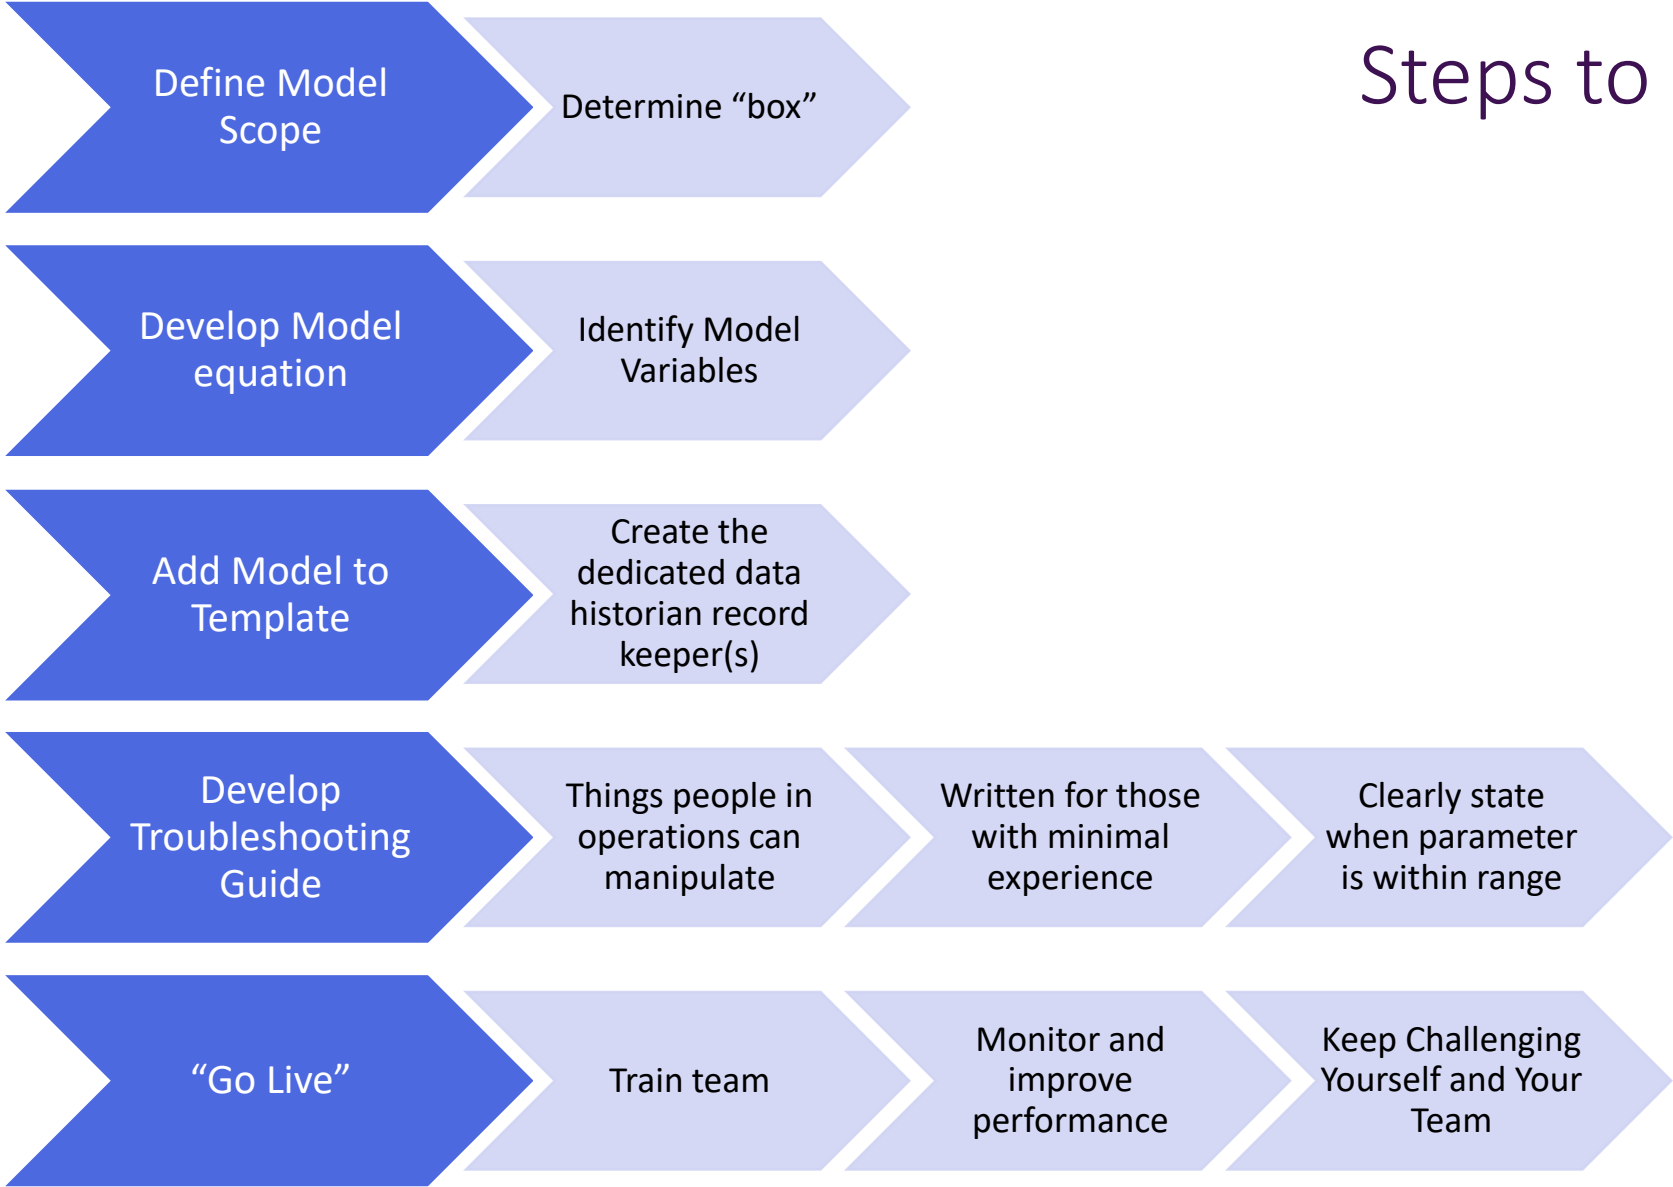 Steps to
Define Model
Scope
Determine “box”
Develop Model
equation
Identify Model
Variables
Add Model to
Template
Create the
dedicated data
historian record
keeper(s)
Develop
Troubleshooting
Guide
Things people in
operations can
manipulate
Written for those
with minimal
experience
Clearly state
when parameter
is within range
“Go Live”
Train team
Monitor and
improve
performance
Keep Challenging
Yourself and Your
Team